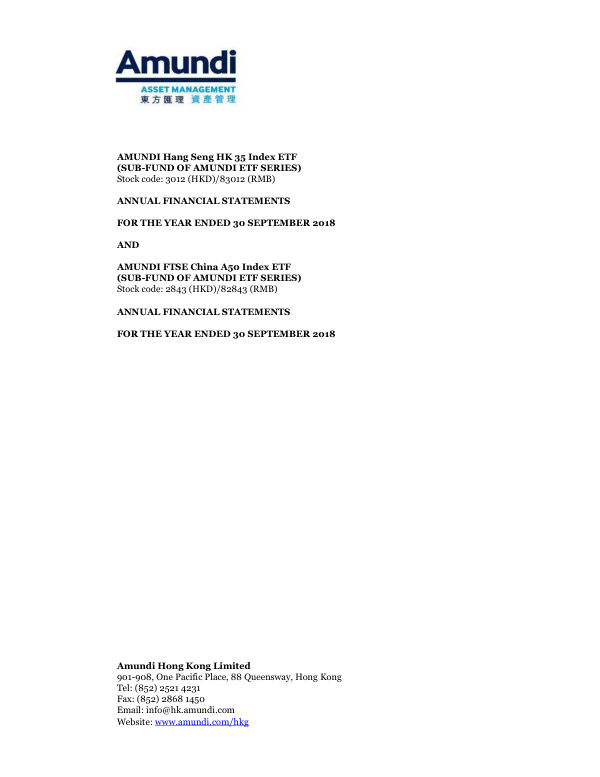 Amundi
ASSET MANAGEMENT
東方匯理 資產管理
AMUNDI Hang Seng HK 35 Index ETF
(SUB-FUND OF AMUNDI ETF SERIES)
Stock code: 3012 (HKD)/83012 (RMB)
ANNUAL FINANCIAL STATEMENTS
FOR THE YEAR ENDED 30 SEPTEMBER 2018
AND
AMUNDI FTSE China A50 Index ETF
(SUB-FUND OF AMUNDI ETF SERIES)
Stock code: 2843 (HKD)/82843 (RMB)
ANNUAL FINANCIAL STATEMENTS
FOR THE YEAR ENDED 30 SEPTEMBER 2018
Amundi Hong Kong Limited
901-908, One Pacific Place, 88 Queensway, Hong Kong
Tel: (852) 2521 4231
Fax: (852) 2868 1450
Email: info@hk.amundi.com
Website: www.amundi.com/hkg